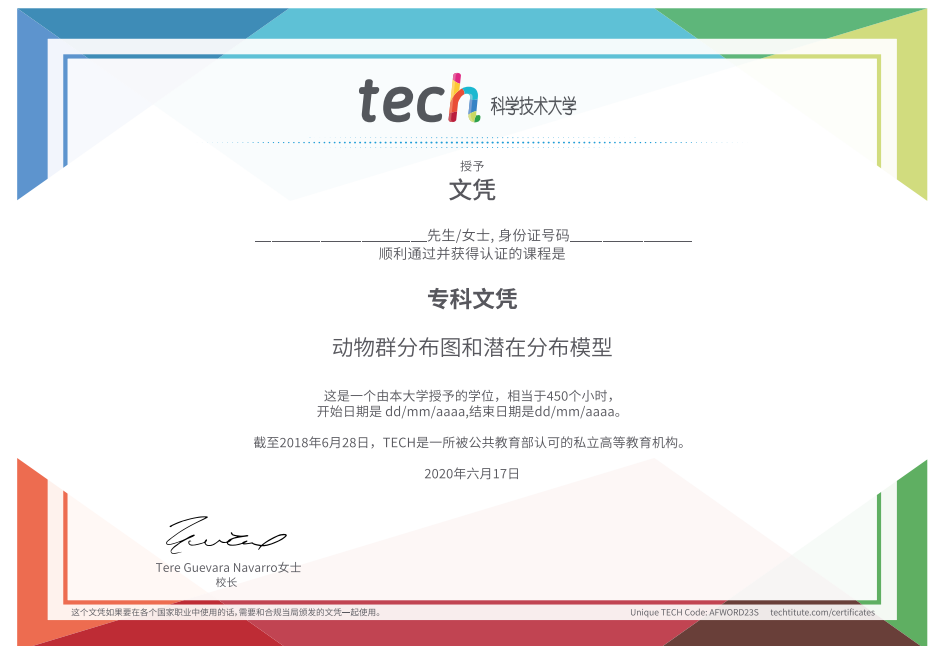 tech 科学技术大学
授予
文凭
_____________________先生/女士, 身份证号码_______________
顺利通过并获得认证的课程是
专科文凭
动物群分布图和潜在分布模型
这是一个由本大学授予的学位，相当于450个小时，
开始日期是 dd/mm/aaaa,结束日期是dd/mm/aaaa。
截至2018年6月28日，TECH是一所被公共教育部认可的私立高等教育机构。
2020年六月17日
Tere Guevara Navarro女士
校长
这个文凭如果要在各个国家职业中使用的话,需要和合规当局颁发的文凭一起使用。
Unique TECH Code: AFWORD23S techtitute.com/certificates